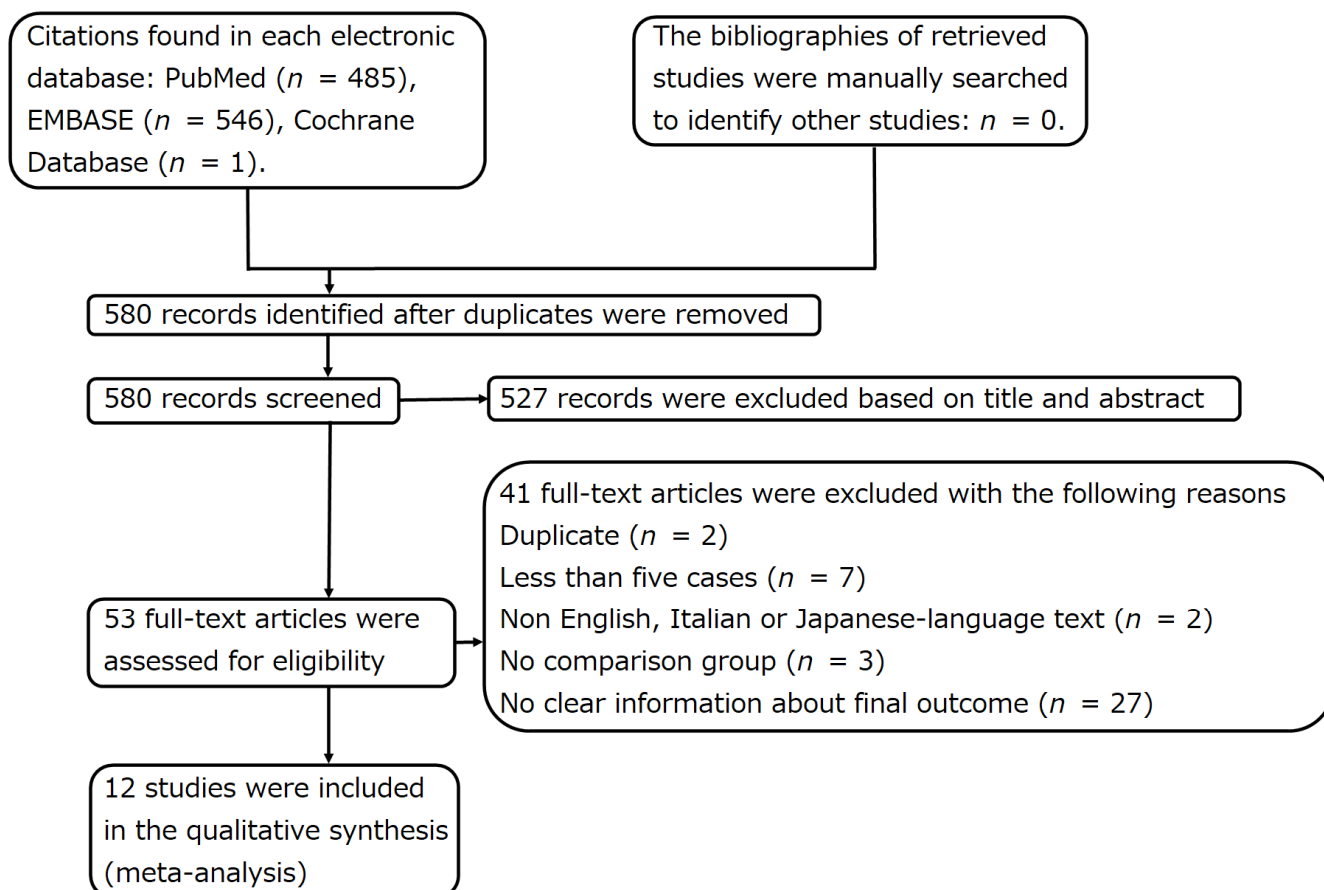 Citations found in each electronic
database: PubMed (n = 485),
EMBASE (n = 546), Cochrane
Database (n = 1).
The bibliographies of retrieved
studies were manually searched
to identify other studies: n = 0.
580 records identified after duplicates were removed
580 records screened
527 records were excluded based on title and abstract
41 full-text articles were excluded with the following reasons
Duplicate (n = 2)
Less than five cases (n = 7)
Non English, Italian or Japanese-language text (n = 2)
No comparison group (n = 3)
No clear information about final outcome (n = 27)
53 full-text articles were
assessed for eligibility
12 studies were included
in the qualitative synthesis
(meta-analysis)